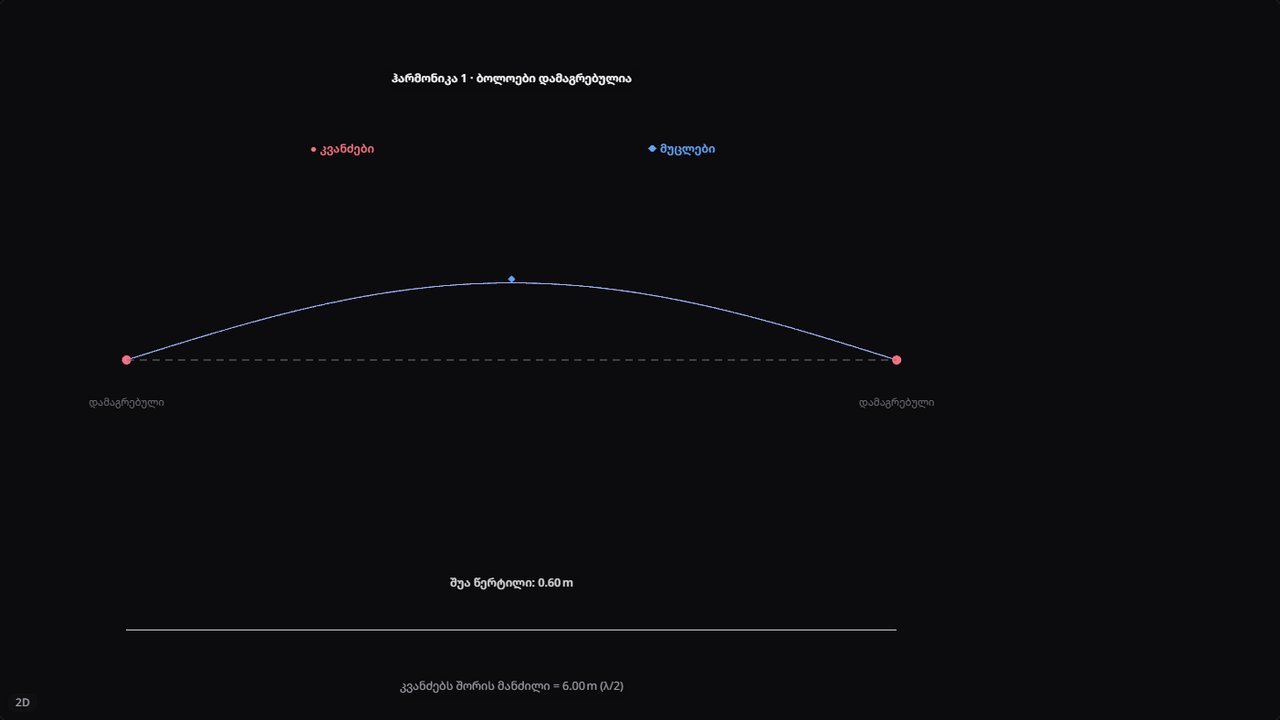 ჰარმონიკა 1 · ბოლოები დამაგრებულია
კვანძები
მუცლები
დამაგრებული
დამაგრებული
შუა წერტილი: 0.60 m
კვანძებს შორის მანძილი = 6.00 m (λ/2)
2D